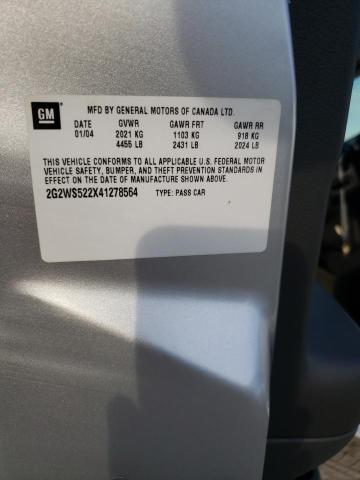 GM
MFD BY GENERAL MOTORS OF CANADA LTD.
DATE GVWR GAWR FRT GAWR RR
01/04 2021 KG 1103 KG 918 KG
4455 LB 2431 LB 2024 LB
THIS VEHICLE CONFORMS TO ALL APPLICABLE U.S. FEDERAL MOTOR
VEHICLE SAFETY, BUMPER, AND THEFT PREVENTION STANDARDS IN
EFFECT ON THE DATE OF MANUFACTURE SHOWN ABOVE.
2G2WS522X41278564 TYPE: PASS CAR